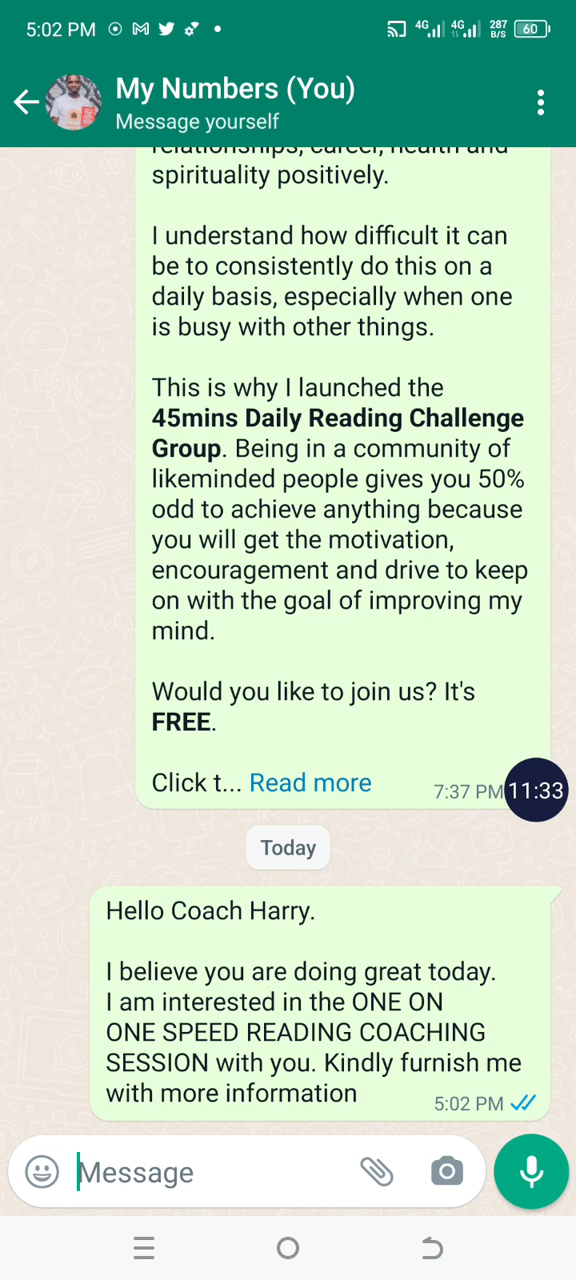 5:02 PM
4G 4G 287 B/S 60
My Numbers (You)
Message yourself
relationships, career, health and
spirituality positively.
I understand how difficult it can
be to consistently do this on a
daily basis, especially when one
is busy with other things.
This is why I launched the
45mins Daily Reading Challenge
Group. Being in a community of
likeminded people gives you 50%
odd to achieve anything because
you will get the motivation,
encouragement and drive to keep
on with the goal of improving my
mind.
Would you like to join us? It's
FREE.
Click t... Read more
7:37 PM
11:33
Today
Hello Coach Harry.
I believe you are doing great today.
I am interested in the ONE ON
ONE SPEED READING COACHING
SESSION with you. Kindly furnish me
with more information
5:02 PM
Message